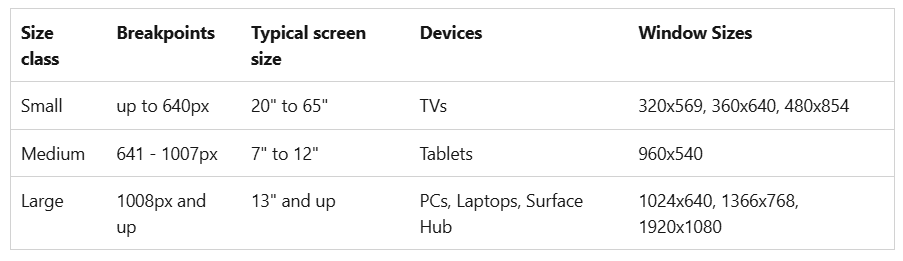 Size class Breakpoints Typical screen size Devices Window Sizes
Small up to 640px 20" to 65" TVs 320x569, 360x640, 480x854
Medium 641 - 1007px 7" to 12" Tablets 960x540
Large 1008px and up 13" and up PCs, Laptops, Surface Hub 1024x640, 1366x768, 1920x1080